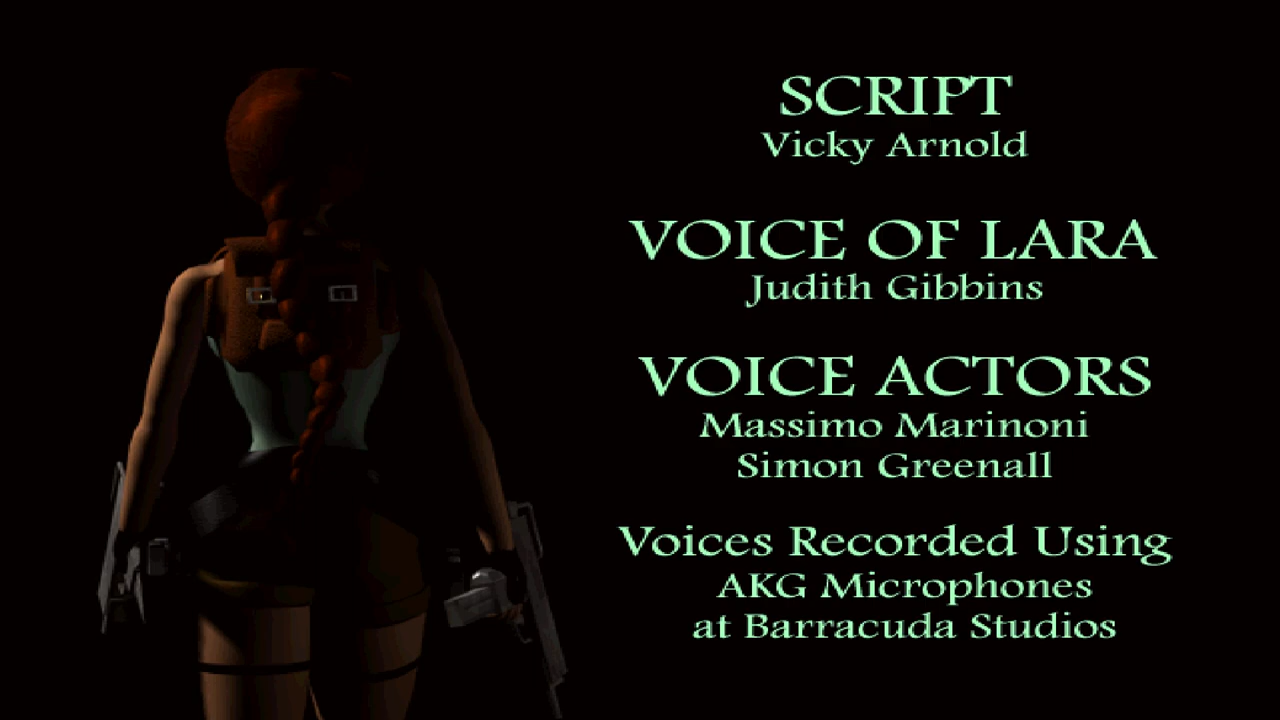 SCRIPT
Vicky Arnold
VOICE OF LARA
Judith Gibbins
VOICE ACTORS
Massimo Marinoni
Simon Greenall
Voices Recorded Using
AKG Microphones
at Barracuda Studios